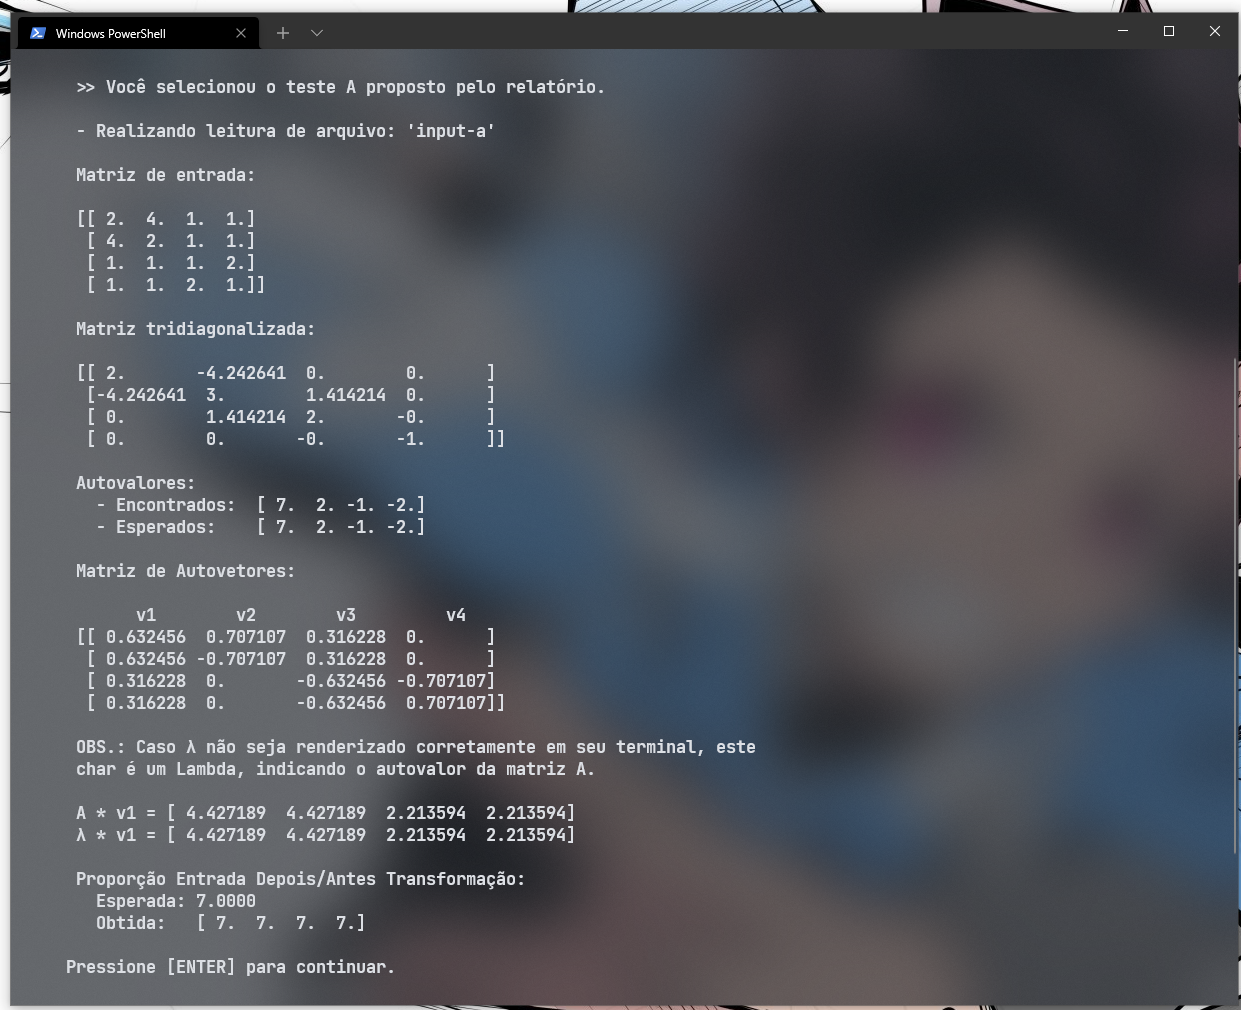 Windows PowerShell
>> Você selecionou o teste A proposto pelo relatório.
- Realizando leitura de arquivo: 'input-a'
Matriz de entrada:
[[ 2.  4.  1.  1.]
 [ 4.  2.  1.  1.]
 [ 1.  1.  1.  2.]
 [ 1.  1.  2.  1.]]
Matriz tridiagonalizada:
[[ 2.       -4.242641  0.        0.      ]
 [-4.242641  3.        1.414214  0.      ]
 [ 0.        1.414214  2.       -0.      ]
 [ 0.        0.       -0.       -1.      ]]
Autovalores:
  - Encontrados:  [ 7.  2. -1. -2.]
  - Esperados:    [ 7.  2. -1. -2.]
Matriz de Autovetores:
      v1        v2        v3         v4
[[ 0.632456  0.707107  0.316228  0.      ]
 [ 0.632456 -0.707107  0.316228  0.      ]
 [ 0.316228  0.       -0.632456 -0.707107]
 [ 0.316228  0.       -0.632456  0.707107]]
OBS.: Caso λ não seja renderizado corretamente em seu terminal, este
char é um Lambda, indicando o autovalor da matriz A.
A * v1 = [ 4.427189  4.427189  2.213594  2.213594]
λ * v1 = [ 4.427189  4.427189  2.213594  2.213594]
Proporção Entrada Depois/Antes Transformação:
  Esperada: 7.0000
  Obtida:   [ 7.  7.  7.  7.]
Pressione [ENTER] para continuar.